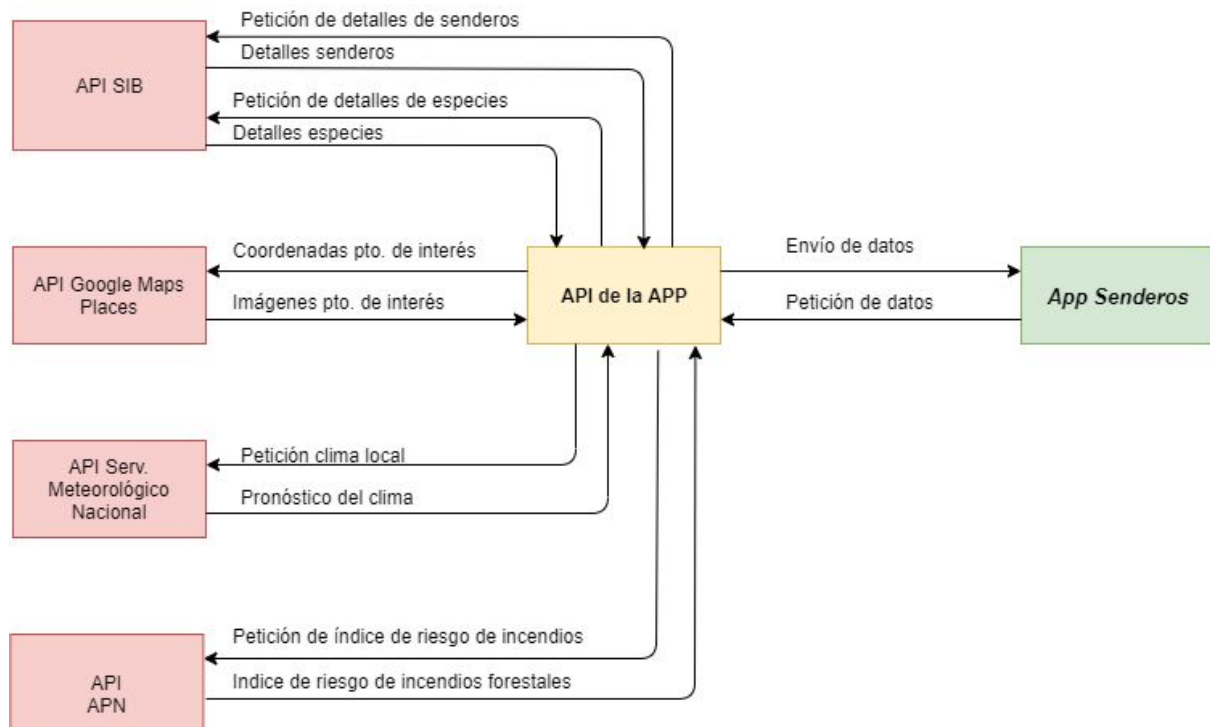 Petición de detalles de senderos
Detalles senderos
API SIB
Petición de detalles de especies
Detalles especies
Coordenadas pto. de interés
API Google Maps
Places
Imágenes pto. de interés
API de la APP
Envío de datos
Petición de datos
App Senderos
API Serv.
Meteorológico
Nacional
Petición clima local
Pronóstico del clima
API
APN
Petición de índice de riesgo de incendios
Indice de riesgo de incendios forestales